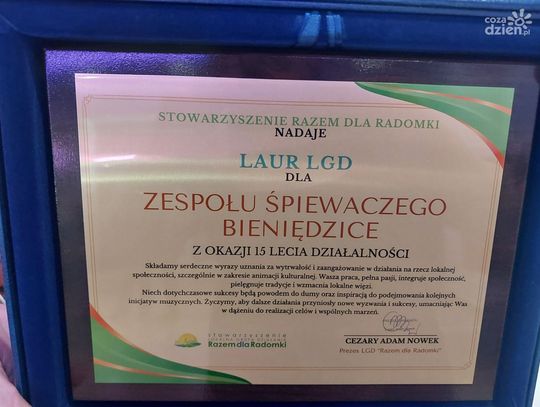 coza
dzien.pl
STOWARZYSZENIE RAZEM DLA RADOMKI
NADAJE
LAUR LGD
DLA
ZESPOŁU ŚPIEWACZEGO
BIENIĘDZICE
Z OKAZJI 15 LECIA DZIAŁALNOŚCI
Składamy serdeczne wyrazy uznania za wytrwałość i zaangażowanie w działania na rzecz lokalnej
społeczności, szczególnie w zakresie animacji kulturalnej. Wasza praca, pełna pasji, integruje społeczność,
pielęgnuje tradycje i wzmacnia lokalne więzi.
Niech dotychczasowe sukcesy będą powodem do dumy oraz inspiracją do podejmowania kolejnych
inicjatyw muzycznych. Życzymy, aby dalsze działania przyniosły nowe wyzwania i sukcesy, umacniając Was
w dążeniu do realizacji celów i wspólnych marzeń.
stowarzyszenie
LOKALNA GRUPA DZIAŁANIA
Razem dla Radomki
CEZARY ADAM NOWEK
Prezes LGD "Razem dla Radomki"